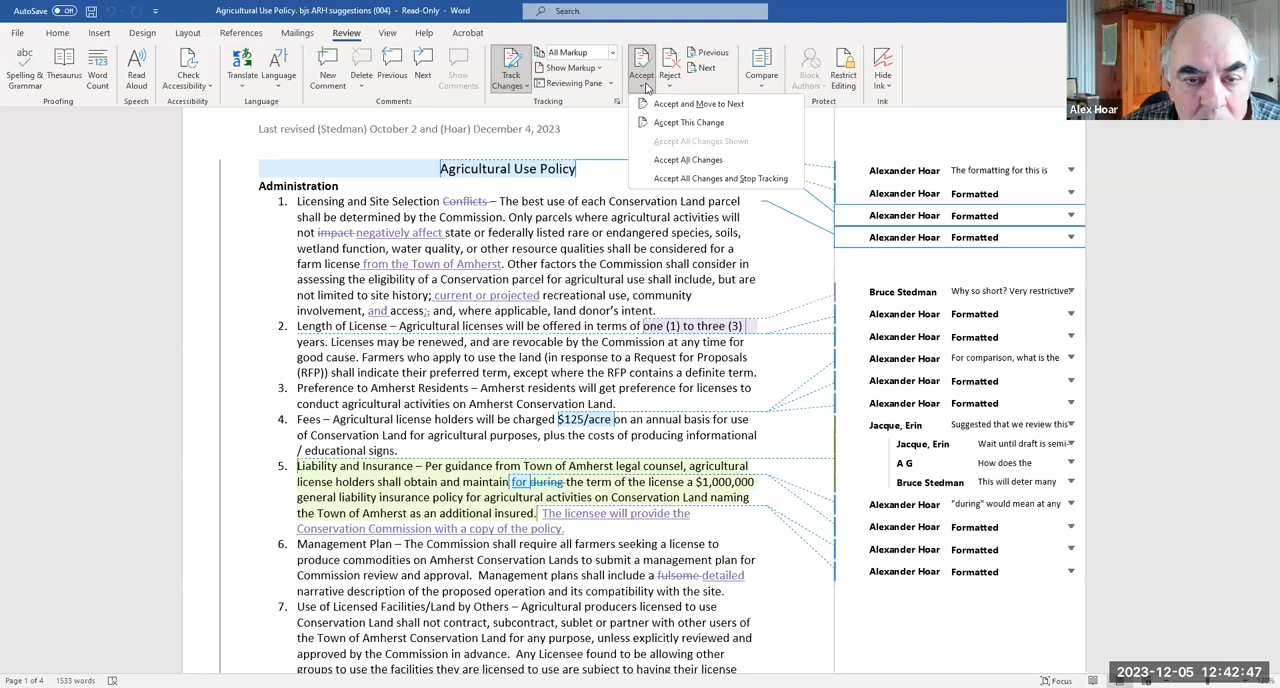 AutoSave Off Agricultural Use Policy. bjs ARH suggestions (004) - Read-Only - Word Search
File Home Insert Design Layout References Mailings Review View Help Acrobat
Spelling & Grammar Thesaurus Word Count Read Aloud Check Accessibility Translate Language New Comment Delete Previous Next Show Comments Track Changes All Markup Show Markup Reviewing Pane Accept Reject Previous Next Compare Block Authors Restrict Editing Hide Ink
Proofing Speech Accessibility Language Comments Tracking Protect Ink
Alex Hoar
Accept and Move to Next
Accept This Change
Accept All Changes Shown
Accept All Changes
Accept All Changes and Stop Tracking
Last revised (Stedman) October 2 and (Hoar) December 4, 2023
Agricultural Use Policy
Administration
1. Licensing and Site Selection Conflicts – The best use of each Conservation Land parcel
shall be determined by the Commission. Only parcels where agricultural activities will
not impact negatively affect state or federally listed rare or endangered species, soils,
wetland function, water quality, or other resource qualities shall be considered for a
farm license from the Town of Amherst. Other factors the Commission shall consider in
assessing the eligibility of a Conservation parcel for agricultural use shall include, but are
not limited to site history; current or projected recreational use, community
involvement, and access;; and, where applicable, land donor's intent.
2. Length of License – Agricultural licenses will be offered in terms of one (1) to three (3)
years. Licenses may be renewed, and are revocable by the Commission at any time for
good cause. Farmers who apply to use the land (in response to a Request for Proposals
(RFP)) shall indicate their preferred term, except where the RFP contains a definite term.
3. Preference to Amherst Residents – Amherst residents will get preference for licenses to
conduct agricultural activities on Amherst Conservation Land.
4. Fees – Agricultural license holders will be charged $125/acre on an annual basis for use
of Conservation Land for agricultural purposes, plus the costs of producing informational
/ educational signs.
5. Liability and Insurance – Per guidance from Town of Amherst legal counsel, agricultural
license holders shall obtain and maintain for during the term of the license a $1,000,000
general liability insurance policy for agricultural activities on Conservation Land naming
the Town of Amherst as an additional insured. The licensee will provide the
Conservation Commission with a copy of the policy.
6. Management Plan – The Commission shall require all farmers seeking a license to
produce commodities on Amherst Conservation Lands to submit a management plan for
Commission review and approval. Management plans shall include a fulsome detailed
narrative description of the proposed operation and its compatibility with the site.
7. Use of Licensed Facilities/Land by Others – Agricultural producers licensed to use
Conservation Land shall not contract, subcontract, sublet or partner with other users of
the Town of Amherst Conservation Land for any purpose, unless explicitly reviewed and
approved by the Commission in advance. Any Licensee found to be allowing other
groups to use the facilities they are licensed to use are subject to having their license
Alexander Hoar The formatting for this is
Alexander Hoar Formatted
Alexander Hoar Formatted
Alexander Hoar Formatted
Bruce Stedman Why so short? Very restrictive
Alexander Hoar Formatted
Alexander Hoar Formatted
Alexander Hoar For comparison, what is the
Alexander Hoar Formatted
Alexander Hoar Formatted
Jacque, Erin Suggested that we review this
Jacque, Erin Wait until draft is semi-
A G How does the
Bruce Stedman This will deter many
Alexander Hoar "during" would mean at any
Alexander Hoar Formatted
Alexander Hoar Formatted
Alexander Hoar Formatted
Page 1 of 4 1533 words Focus
2023-12-05 12:42:47